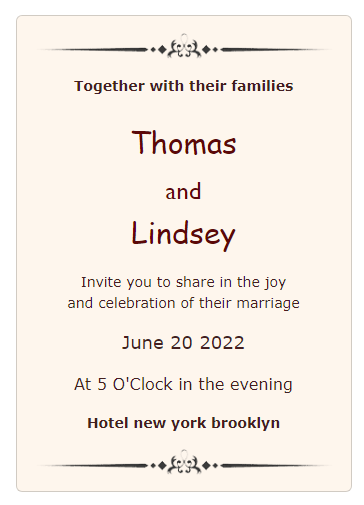 Together with their families
Thomas
and
Lindsey
Invite you to share in the joy
and celebration of their marriage
June 20 2022
At 5 O'Clock in the evening
Hotel new york brooklyn